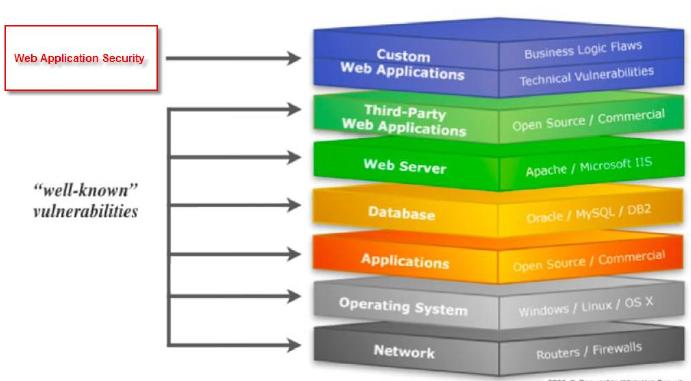 Web Application Security
Custom
Web Applications
Business Logic Flaws
Technical Vulnerabilities
Third-Party
Web Applications
Open Source / Commercial
Web Server
Apache / Microsoft IIS
"well-known"
vulnerabilities
Database
Oracle / MySQL / DB2
Applications
Open Source / Commercial
Operating System
Windows / Linux / OS X
Network
Routers / Firewalls